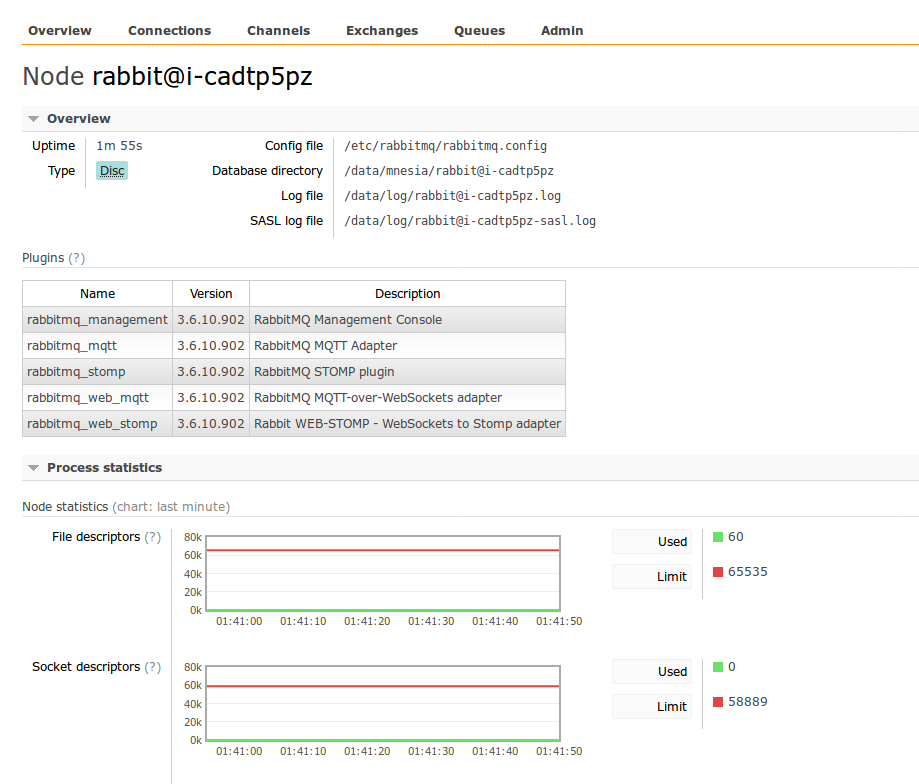 Overview Connections Channels Exchanges Queues Admin
Node rabbit@i-cadtp5pz
Overview
Uptime 1m 55s
Type Disc
Config file /etc/rabbitmq/rabbitmq.config
Database directory /data/mnesia/rabbit@i-cadtp5pz
Log file /data/log/rabbit@i-cadtp5pz.log
SASL log file /data/log/rabbit@i-cadtp5pz-sasl.log
Plugins (?)
Name Version Description
rabbitmq_management 3.6.10.902 RabbitMQ Management Console
rabbitmq_mqtt 3.6.10.902 RabbitMQ MQTT Adapter
rabbitmq_stomp 3.6.10.902 RabbitMQ STOMP plugin
rabbitmq_web_mqtt 3.6.10.902 RabbitMQ MQTT-over-WebSockets adapter
rabbitmq_web_stomp 3.6.10.902 Rabbit WEB-STOMP - WebSockets to Stomp adapter
Process statistics
Node statistics (chart: last minute)
File descriptors (?)
80k
60k
40k
20k
0k
01:41:00 01:41:10 01:41:20 01:41:30 01:41:40 01:41:50
Used 60
Limit 65535
Socket descriptors (?)
80k
60k
40k
20k
0k
01:41:00 01:41:10 01:41:20 01:41:30 01:41:40 01:41:50
Used 0
Limit 58889